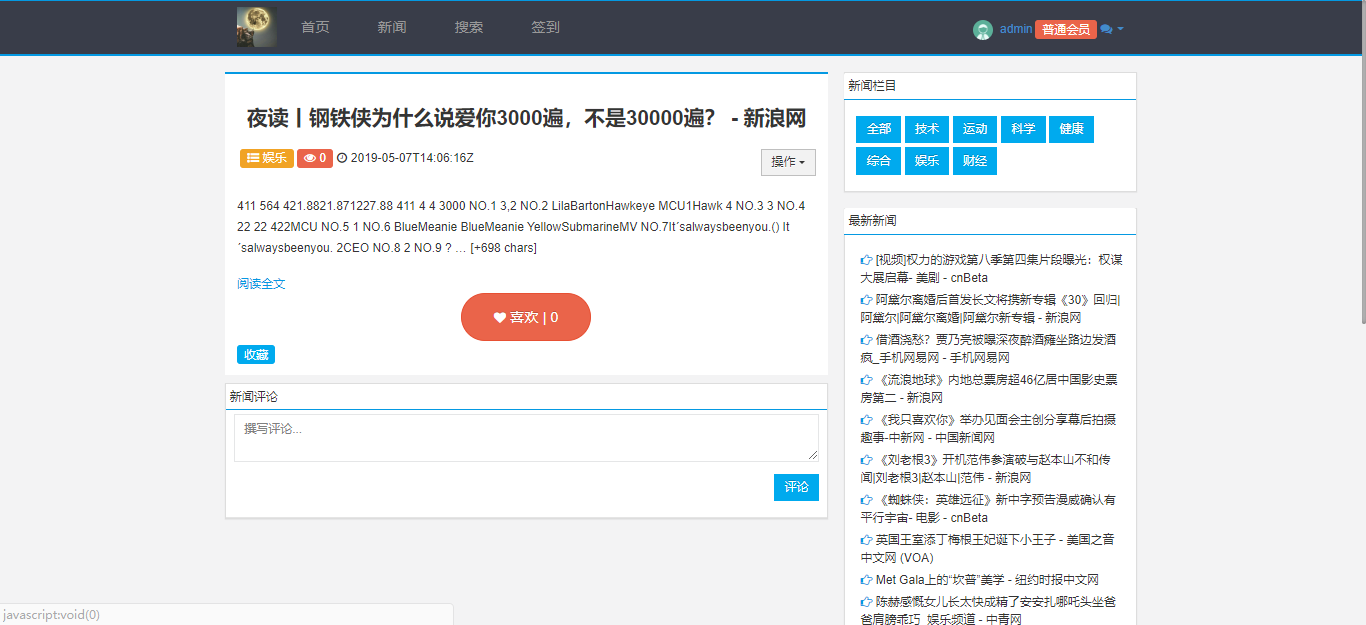 首页 新闻 搜索 签到
admin 普通会员
夜读丨钢铁侠为什么说爱你3000遍，不是30000遍？ - 新浪网
娱乐 0 2019-05-07T14:06:16Z
操作
411 564 421.8821.871227.88 411 4 4 3000 NO.1 3,2 NO.2 LilaBartonHawkeye MCU1Hawk 4 NO.3 3 NO.4
22 22 422MCU NO.5 1 NO.6 BlueMeanie BlueMeanie YellowSubmarineMV NO.7It´salwaysbeenyou.() It
´salwaysbeenyou. 2CEO NO.8 2 NO.9 ? … [+698 chars]
阅读全文
喜欢 | 0
收藏
新闻评论
撰写评论...
评论
新闻栏目
全部 技术 运动 科学 健康
综合 娱乐 财经
最新新闻
[视频]权力的游戏第八季第四集片段曝光：权谋
大展启幕- 美剧 - cnBeta
阿黛尔离婚后首发长文将携新专辑《30》回归|
阿黛尔|阿黛尔离婚|阿黛尔新专辑 - 新浪网
借酒浇愁？贾乃亮被曝深夜醉酒瘫坐路边发酒
疯_手机网易网 - 手机网易网
《流浪地球》内地总票房超46亿居中国影史票
房第二 - 新浪网
《我只喜欢你》举办见面会主创分享幕后拍摄
趣事-中新网 - 中国新闻网
《刘老根3》开机范伟参演破与赵本山不和传
闻|刘老根3|赵本山|范伟 - 新浪网
《蜘蛛侠：英雄远征》新中字预告漫威确认有
平行宇宙- 电影 - cnBeta
英国王室添丁梅根王妃诞下小王子 - 美国之音
中文网 (VOA)
Met Gala上的“坎普”美学 - 纽约时报中文网
陈赫感慨女儿长太快成精了安安扎哪吒头坐爸
爸肩膀乖巧_娱乐频道 - 中青网
javascript:void(0)